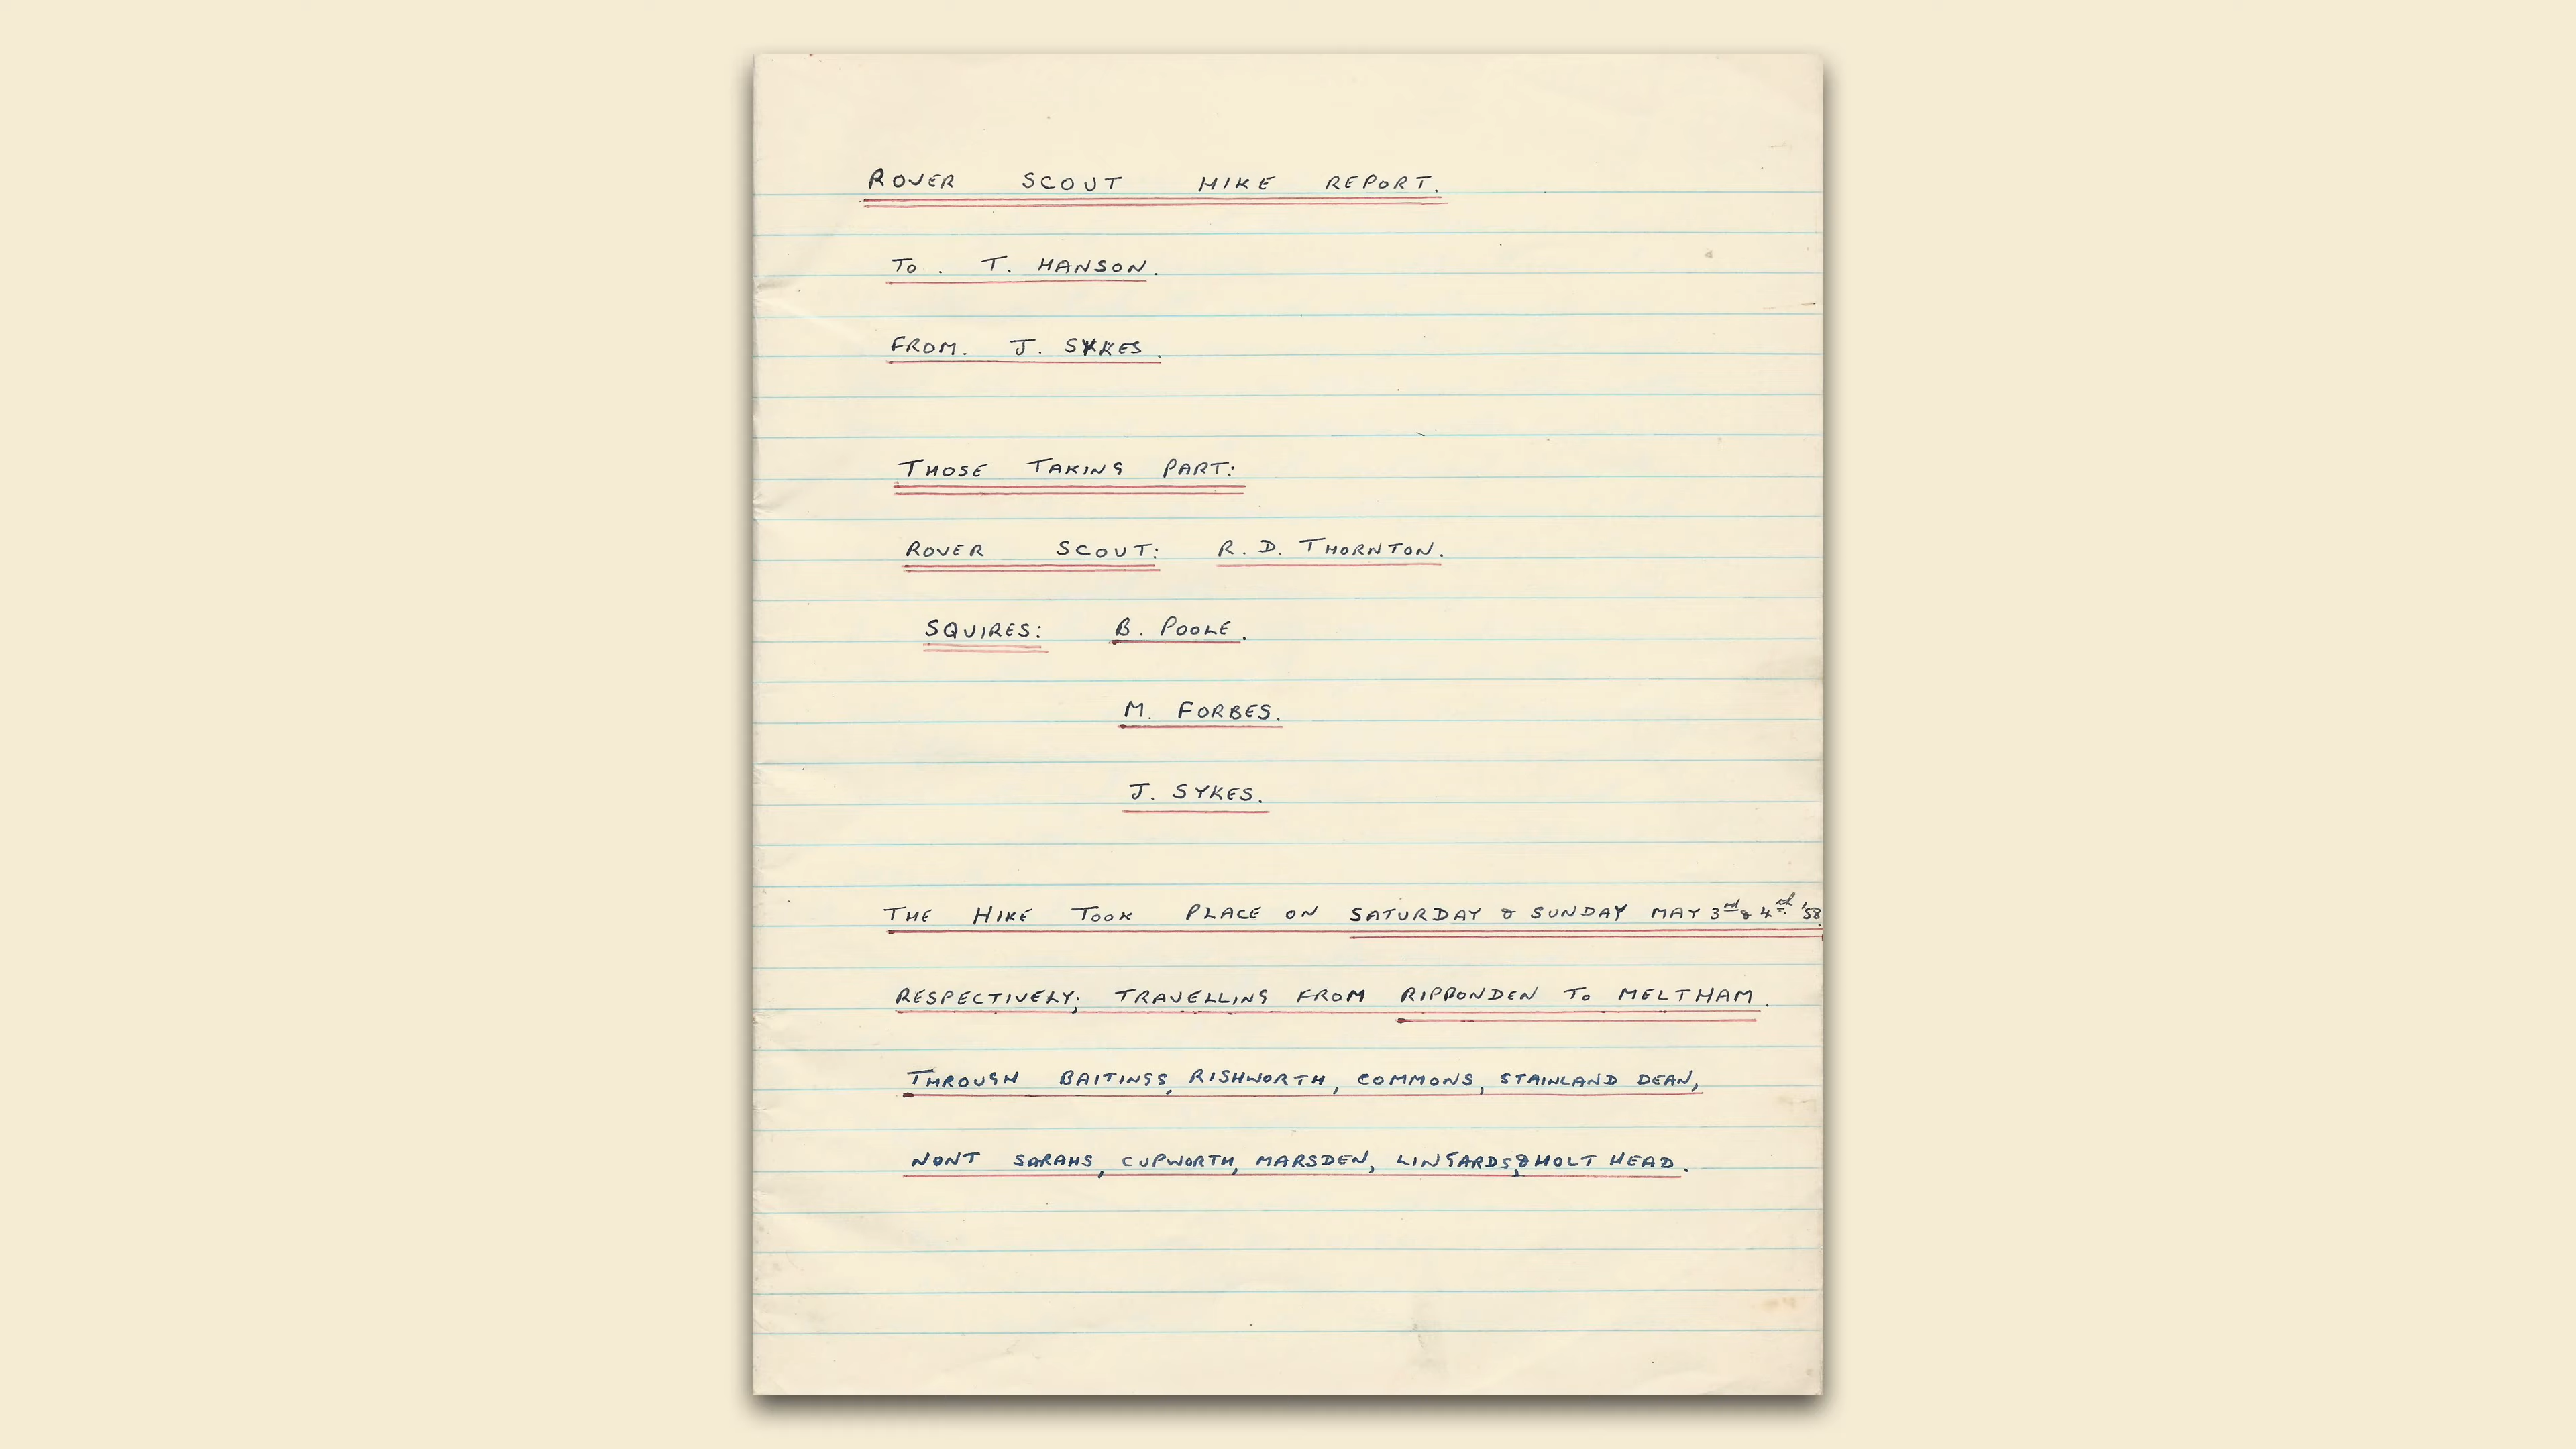 ROVER SCOUT HIKE REPORT.
To. T. HANSON.
FROM. J. SYKES.
THOSE TAKING PART:
ROVER SCOUT: R. D. THORNTON.
SQUIRES: B. POOLE.
M. FORBES.
J. SYKES.
THE HIKE TOOK PLACE ON SATURDAY & SUNDAY MAY 3rd & 4th '58.
RESPECTIVELY; TRAVELLING FROM RIPPONDEN To MELTHAM.
THROUGH BAITINGS, RISHWORTH, COMMONS, STAINLAND DEAN,
NONT SARAHS, CUPWORTH, MARSDEN, LINGARDS, & HOLT HEAD.